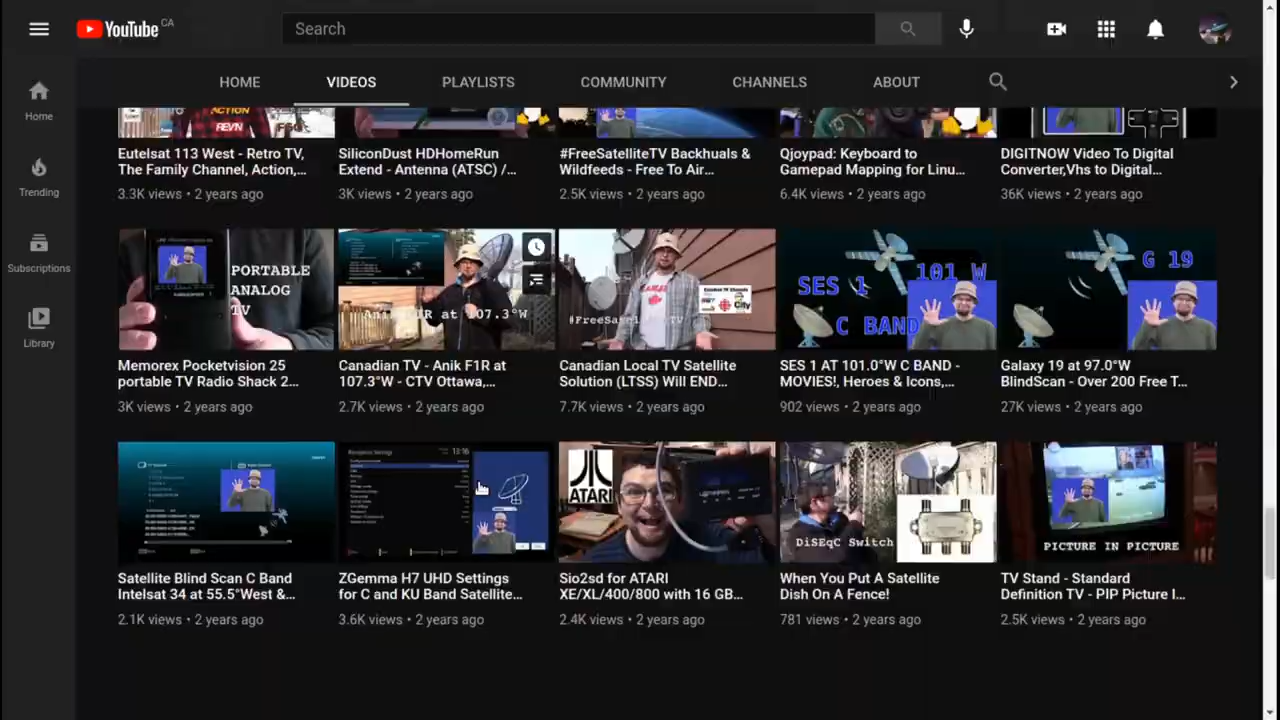 YouTube CA
Search
HOME VIDEOS PLAYLISTS COMMUNITY CHANNELS ABOUT
Home
Trending
Subscriptions
Library
ACTION
REVN
Eutelsat 113 West - Retro TV,
The Family Channel, Action,...
3.3K views • 2 years ago
SiliconDust HDHomeRun
Extend - Antenna (ATSC) /...
3K views • 2 years ago
#FreeSatelliteTV Backhuals &
Wildfeeds - Free To Air...
2.5K views • 2 years ago
Qjoypad: Keyboard to
Gamepad Mapping for Linu...
6.4K views • 2 years ago
DIGITNOW Video To Digital
Converter,Vhs to Digital...
36K views • 2 years ago
PORTABLE
ANALOG
TV
Memorex Pocketvision 25
portable TV Radio Shack 2...
3K views • 2 years ago
Anik F1R at 107.3°W
Canadian TV - Anik F1R at
107.3°W - CTV Ottawa,...
2.7K views • 2 years ago
#FreeSatelliteTV
Canadian Local TV Satellite
Solution (LTSS) Will END...
7.7K views • 2 years ago
SES 1 101 W
C BAND
SES 1 AT 101.0°W C BAND -
MOVIES!, Heroes & Icons,...
902 views • 2 years ago
G 19
Galaxy 19 at 97.0°W
BlindScan - Over 200 Free T...
27K views • 2 years ago
Satellite Blind Scan C Band
Intelsat 34 at 55.5°West &...
2.1K views • 2 years ago
13:16
ZGemma H7 UHD Settings
for C and KU Band Satellite...
3.6K views • 2 years ago
ATARI
Sio2sd for ATARI
XE/XL/400/800 with 16 GB...
2.4K views • 2 years ago
DiSEqC Switch
When You Put A Satellite
Dish On A Fence!
781 views • 2 years ago
PICTURE IN PICTURE
TV Stand - Standard
Definition TV - PIP Picture I...
2.5K views • 2 years ago